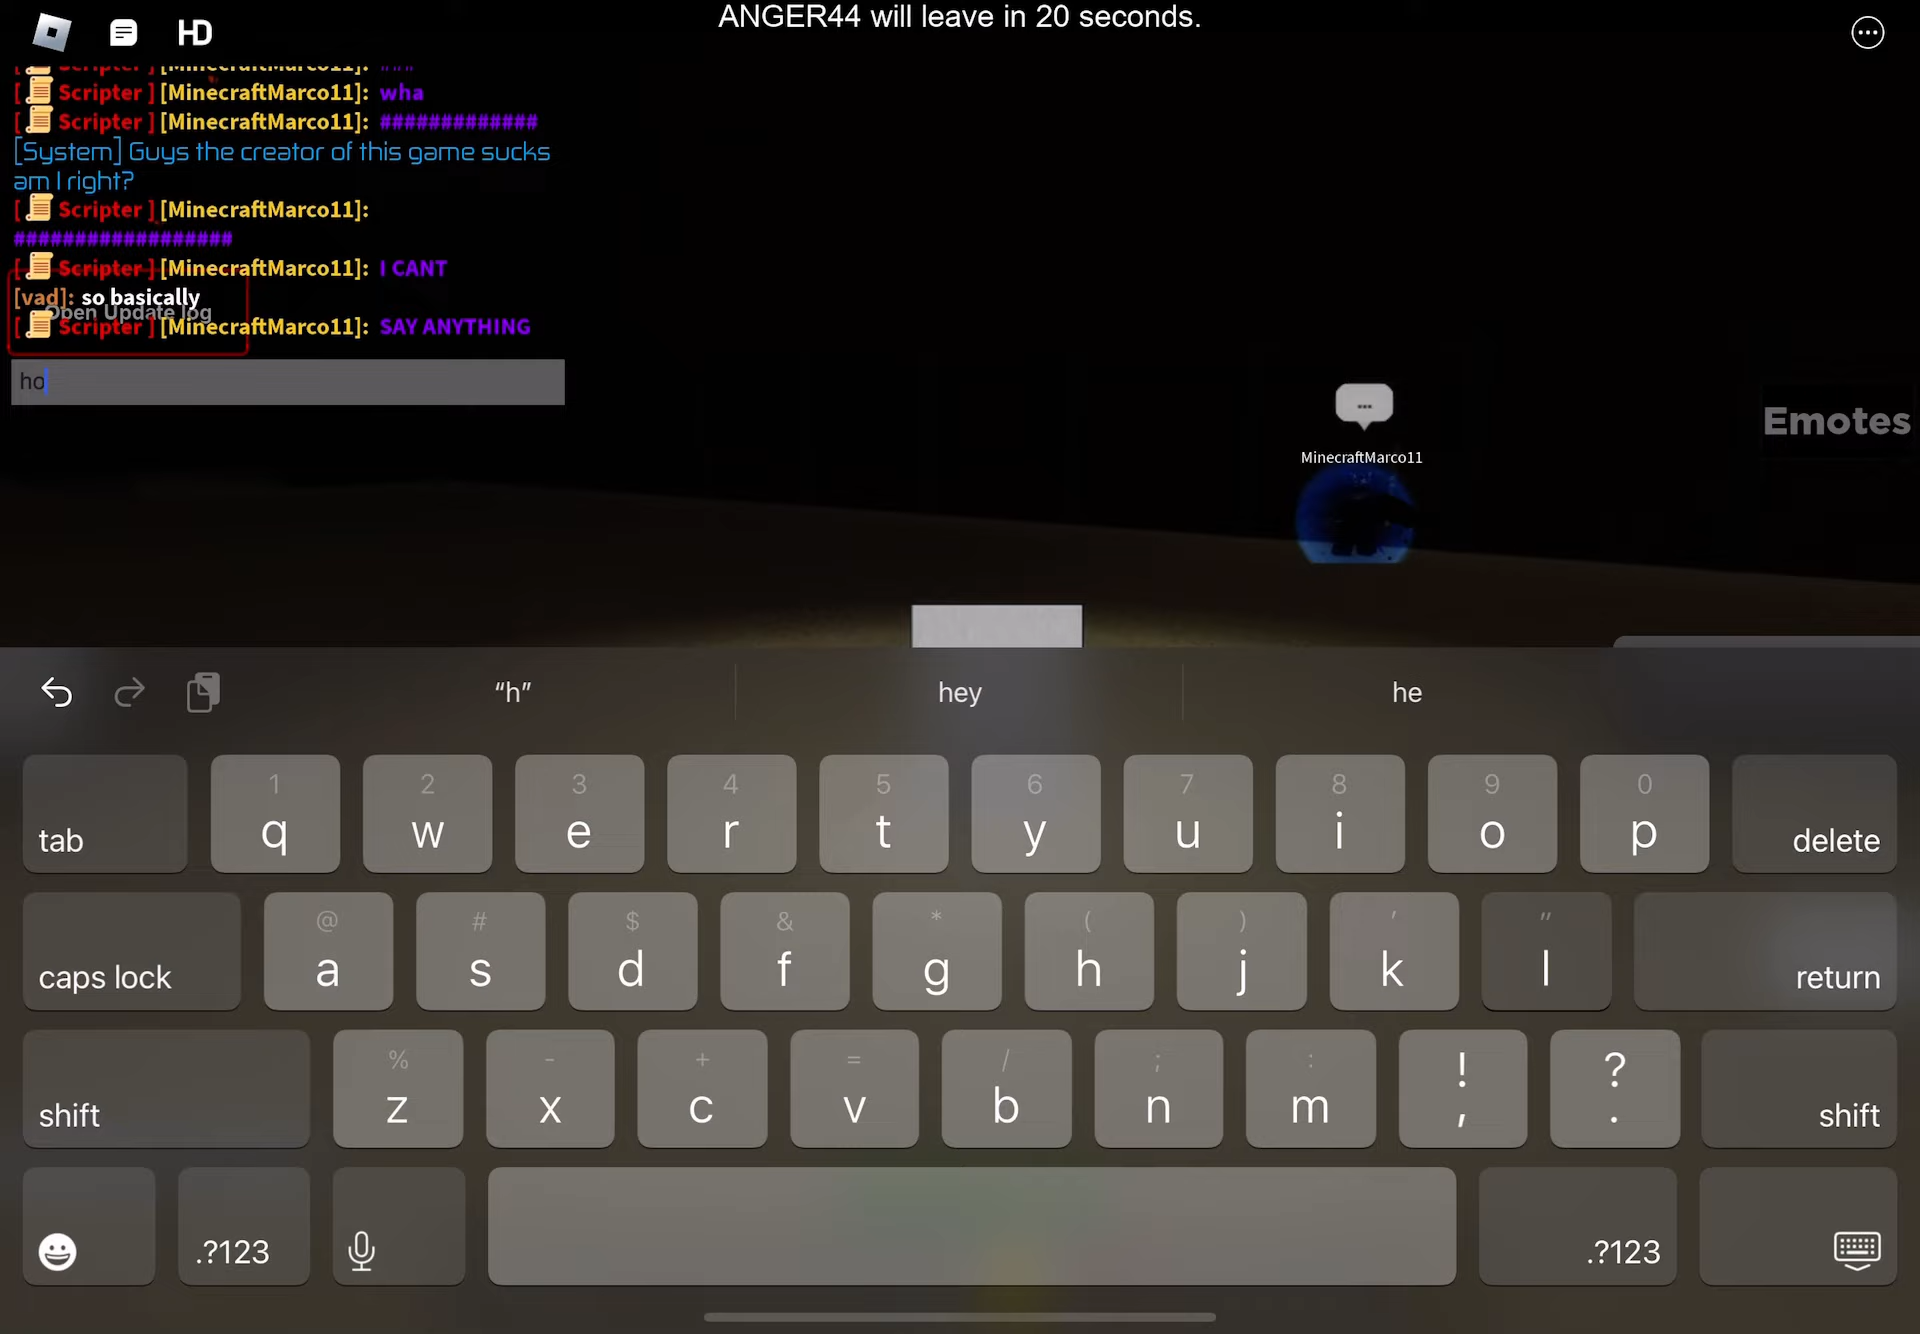 ANGER44 will leave in 20 seconds.
HD
[📜 Scripter ] [MinecraftMarco11]: ###
[📜 Scripter ] [MinecraftMarco11]: wha
[📜 Scripter ] [MinecraftMarco11]: #############
[System] Guys the creator of this game sucks
am I right?
[📜 Scripter ] [MinecraftMarco11]:
##################
[📜 Scripter ] [MinecraftMarco11]: I CANT
[vad]: so basically
Open Update log
[📜 Scripter ] [MinecraftMarco11]: SAY ANYTHING
ho
...
Emotes
MinecraftMarco11
“h” hey he
1 2 3 4 5 6 7 8 9 0
tab q w e r t y u i o p delete
@ # $ & * ( ) ' "
caps lock a s d f g h j k l return
% - + = / ; : ! ?
shift z x c v b n m , . shift
.?123 .?123